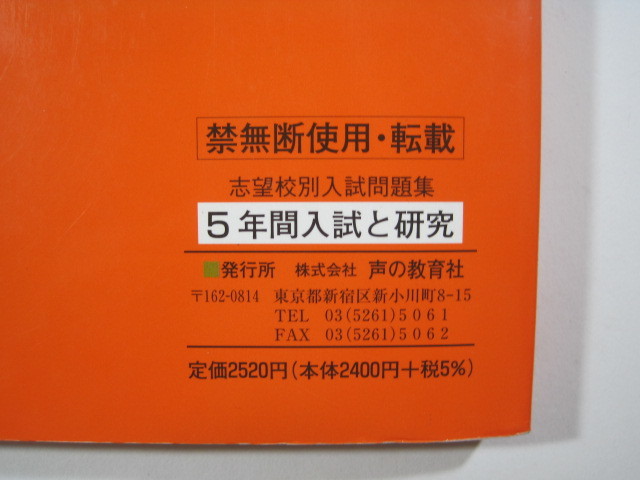 禁無断使用・転載
志望校別入試問題集
5年間入試と研究
■発行所 株式会社 声の教育社
〒162-0814 東京都新宿区新小川町8-15
TEL 03(5261)5061
FAX 03(5261)5062
定価2520円(本体2400円+税5%)